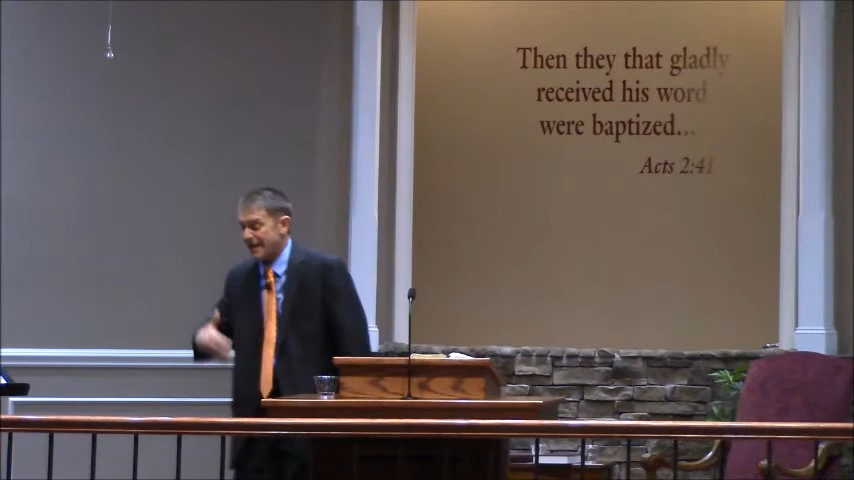 Then they that gladly
received his word
were baptized...
Acts 2:41